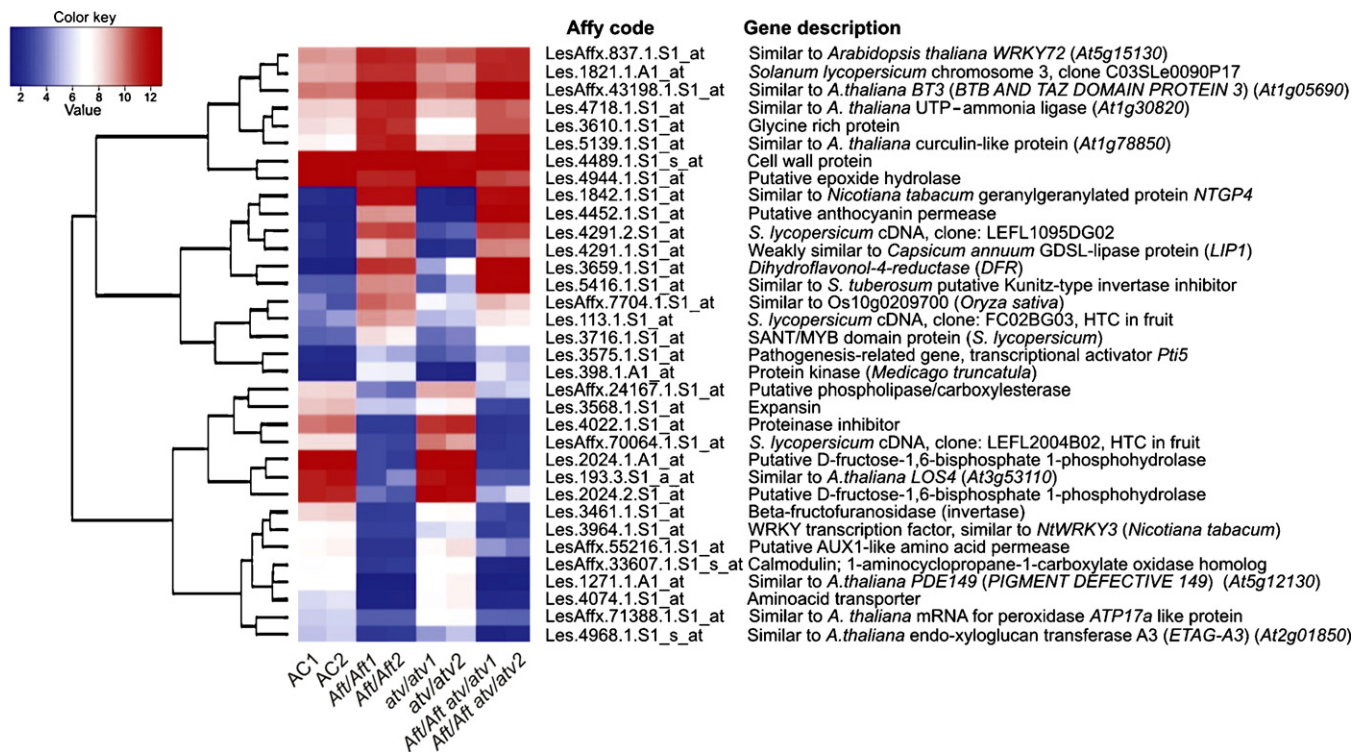 Color key
2 4 6 8 10 12
Value
Affy code Gene description
LesAffx.837.1.S1_at Similar to Arabidopsis thaliana WRKY72 (At5g15130)
Les.1821.1.A1_at Solanum lycopersicum chromosome 3, clone C03SLe0090P17
LesAffx.43198.1.S1_at Similar to A.thaliana BT3 (BTB AND TAZ DOMAIN PROTEIN 3) (At1g05690)
Les.4718.1.S1_at Similar to A. thaliana UTP-ammonia ligase (At1g30820)
Les.3610.1.S1_at Glycine rich protein
Les.5139.1.S1_at Similar to A. thaliana curculin-like protein (At1g78850)
Les.4489.1.S1_s_at Cell wall protein
Les.4944.1.S1_at Putative epoxide hydrolase
Les.1842.1.S1_at Similar to Nicotiana tabacum geranylgeranylated protein NTGP4
Les.4452.1.S1_at Putative anthocyanin permease
Les.4291.2.S1_at S. lycopersicum cDNA, clone: LEFL1095DG02
Les.4291.1.S1_at Weakly similar to Capsicum annuum GDSL-lipase protein (LIP1)
Les.3659.1.S1_at Dihydroflavonol-4-reductase (DFR)
Les.5416.1.S1_at Similar to S. tuberosum putative Kunitz-type invertase inhibitor
LesAffx.7704.1.S1_at Similar to Os10g0209700 (Oryza sativa)
Les.113.1.S1_at S. lycopersicum cDNA, clone: FC02BG03, HTC in fruit
Les.3716.1.S1_at SANT/MYB domain protein (S. lycopersicum)
Les.3575.1.S1_at Pathogenesis-related gene, transcriptional activator Pti5
Les.398.1.A1_at Protein kinase (Medicago truncatula)
LesAffx.24167.1.S1_at Putative phospholipase/carboxylesterase
Les.3568.1.S1_at Expansin
Les.4022.1.S1_at Proteinase inhibitor
LesAffx.70064.1.S1_at S. lycopersicum cDNA, clone: LEFL2004B02, HTC in fruit
Les.2024.1.A1_at Putative D-fructose-1,6-bisphosphate 1-phosphohydrolase
Les.193.3.S1_a_at Similar to A.thaliana LOS4 (At3g53110)
Les.2024.2.S1_at Putative D-fructose-1,6-bisphosphate 1-phosphohydrolase
Les.3461.1.S1_at Beta-fructofuranosidase (invertase)
Les.3964.1.S1_at WRKY transcription factor, similar to NtWRKY3 (Nicotiana tabacum)
LesAffx.55216.1.S1_at Putative AUX1-like amino acid permease
LesAffx.33607.1.S1_s_at Calmodulin; 1-aminocyclopropane-1-carboxylate oxidase homolog
Les.1271.1.A1_at Similar to A.thaliana PDE149 (PIGMENT DEFECTIVE 149) (At5g12130)
Les.4074.1.S1_at Aminoacid transporter
LesAffx.71388.1.S1_at Similar to A. thaliana mRNA for peroxidase ATP17a like protein
Les.4968.1.S1_s_at Similar to A.thaliana endo-xyloglucan transferase A3 (ETAG-A3) (At2g01850)
AC1
AC2
Aft/Aft1
Aft/Aft2
atv/atv1
atv/atv2
Aft/Aft atv/atv1
Aft/Aft atv/atv2